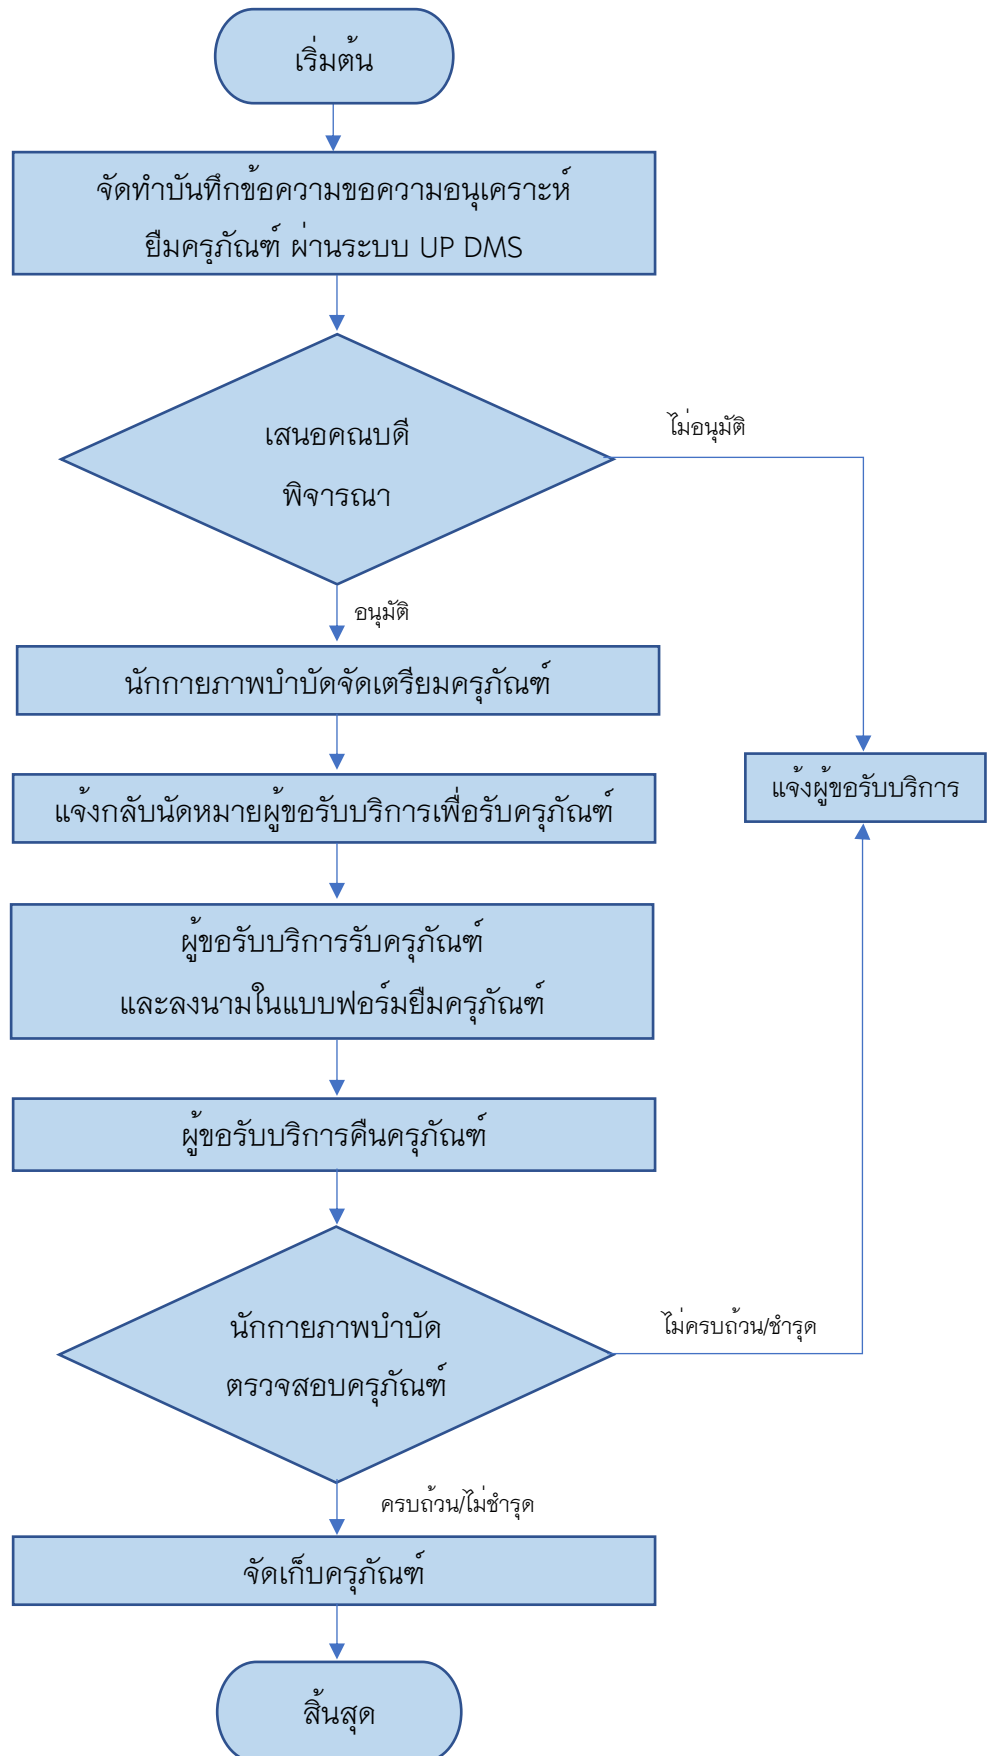 เริ่มต้น
จัดทำบันทึกข้อความขอความอนุเคราะห์
ยืมครุภัณฑ์ ผ่านระบบ UP DMS
เสนอคณบดี
พิจารณา
ไม่อนุมัติ
อนุมัติ
นักกายภาพบำบัดจัดเตรียมครุภัณฑ์
แจ้งกลับนัดหมายผู้ขอรับบริการเพื่อรับครุภัณฑ์
แจ้งผู้ขอรับบริการ
ผู้ขอรับบริการรับครุภัณฑ์
และลงนามในแบบฟอร์มยืมครุภัณฑ์
ผู้ขอรับบริการคืนครุภัณฑ์
นักกายภาพบำบัด
ตรวจสอบครุภัณฑ์
ไม่ครบถ้วน/ชำรุด
ครบถ้วน/ไม่ชำรุด
จัดเก็บครุภัณฑ์
สิ้นสุด